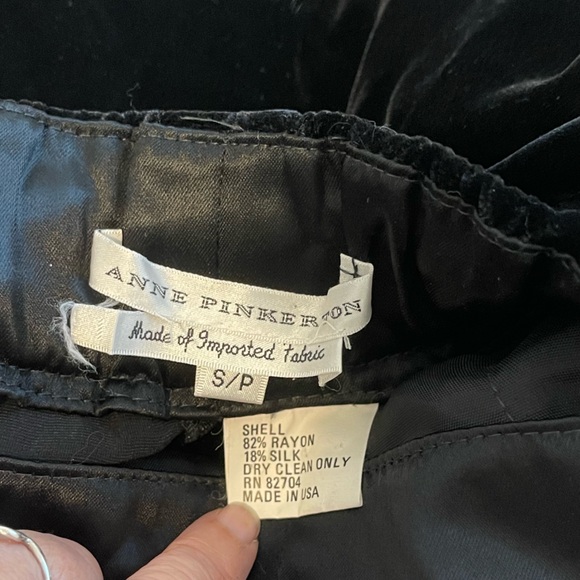 ANNE PINKERTON
Made of Imported Fabric
S/P
SHELL
82% RAYON
18% SILK
DRY CLEAN ONLY
RN 82704
MADE IN USA